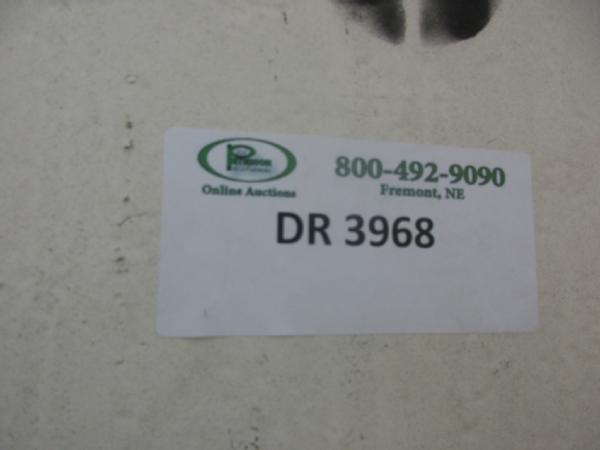 Online Auctions
800-492-9090
Fremont, NE
DR 3968